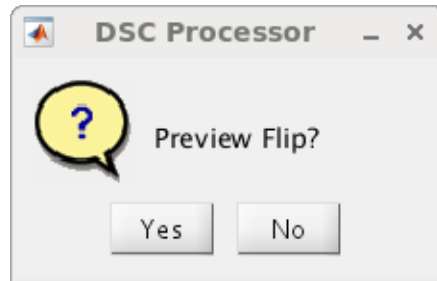 DSC Processor
?
Preview Flip?
Yes No